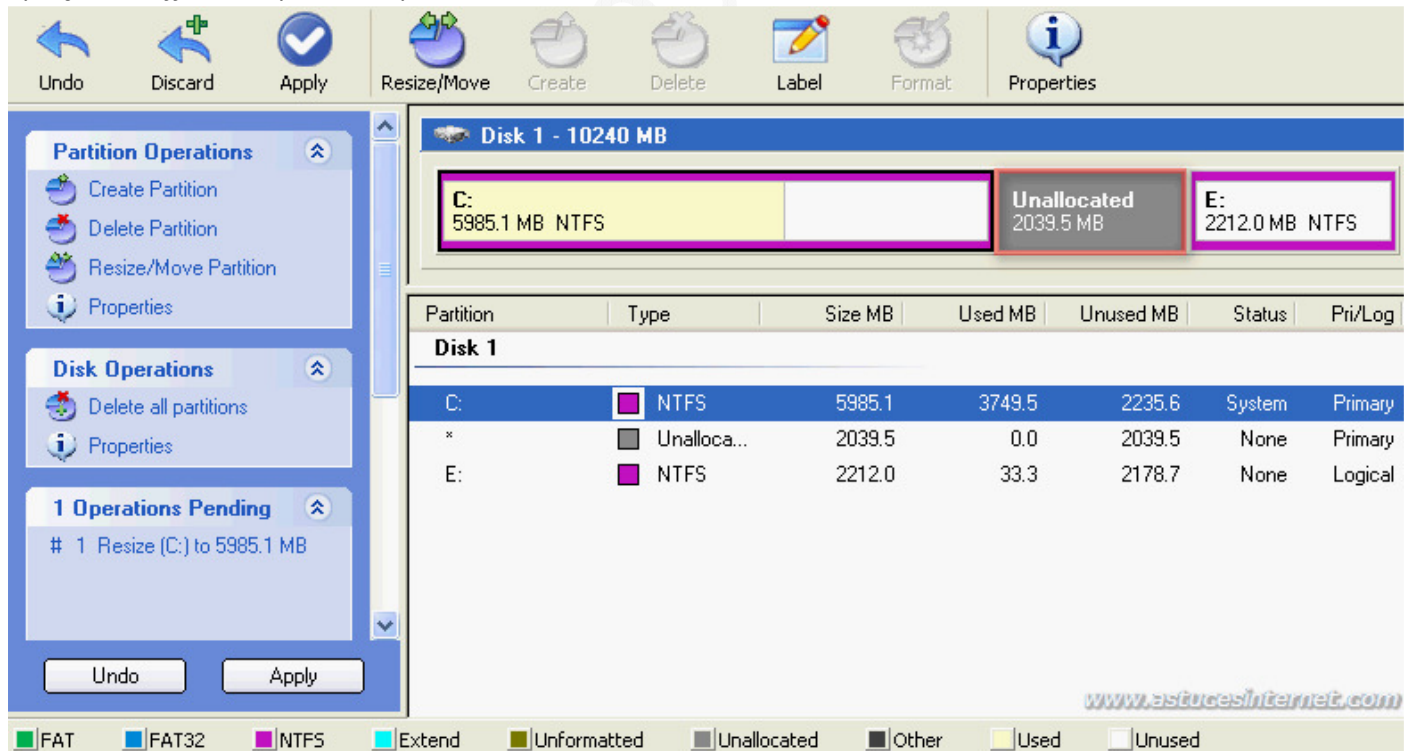 Undo Discard Apply Resize/Move Create Delete Label Format Properties
Partition Operations
Create Partition
Delete Partition
Resize/Move Partition
Properties
Disk Operations
Delete all partitions
Properties
1 Operations Pending
# 1 Resize (C:) to 5985.1 MB
Undo Apply
Disk 1 - 10240 MB
C:
5985.1 MB NTFS
Unallocated
2039.5 MB
E:
2212.0 MB NTFS
Partition Type Size MB Used MB Unused MB Status Pri/Log
Disk 1
C: NTFS 5985.1 3749.5 2235.6 System Primary
* Unalloca... 2039.5 0.0 2039.5 None Primary
E: NTFS 2212.0 33.3 2178.7 None Logical
www.astucesinternet.com
FAT FAT32 NTFS Extend Unformatted Unallocated Other Used Unused